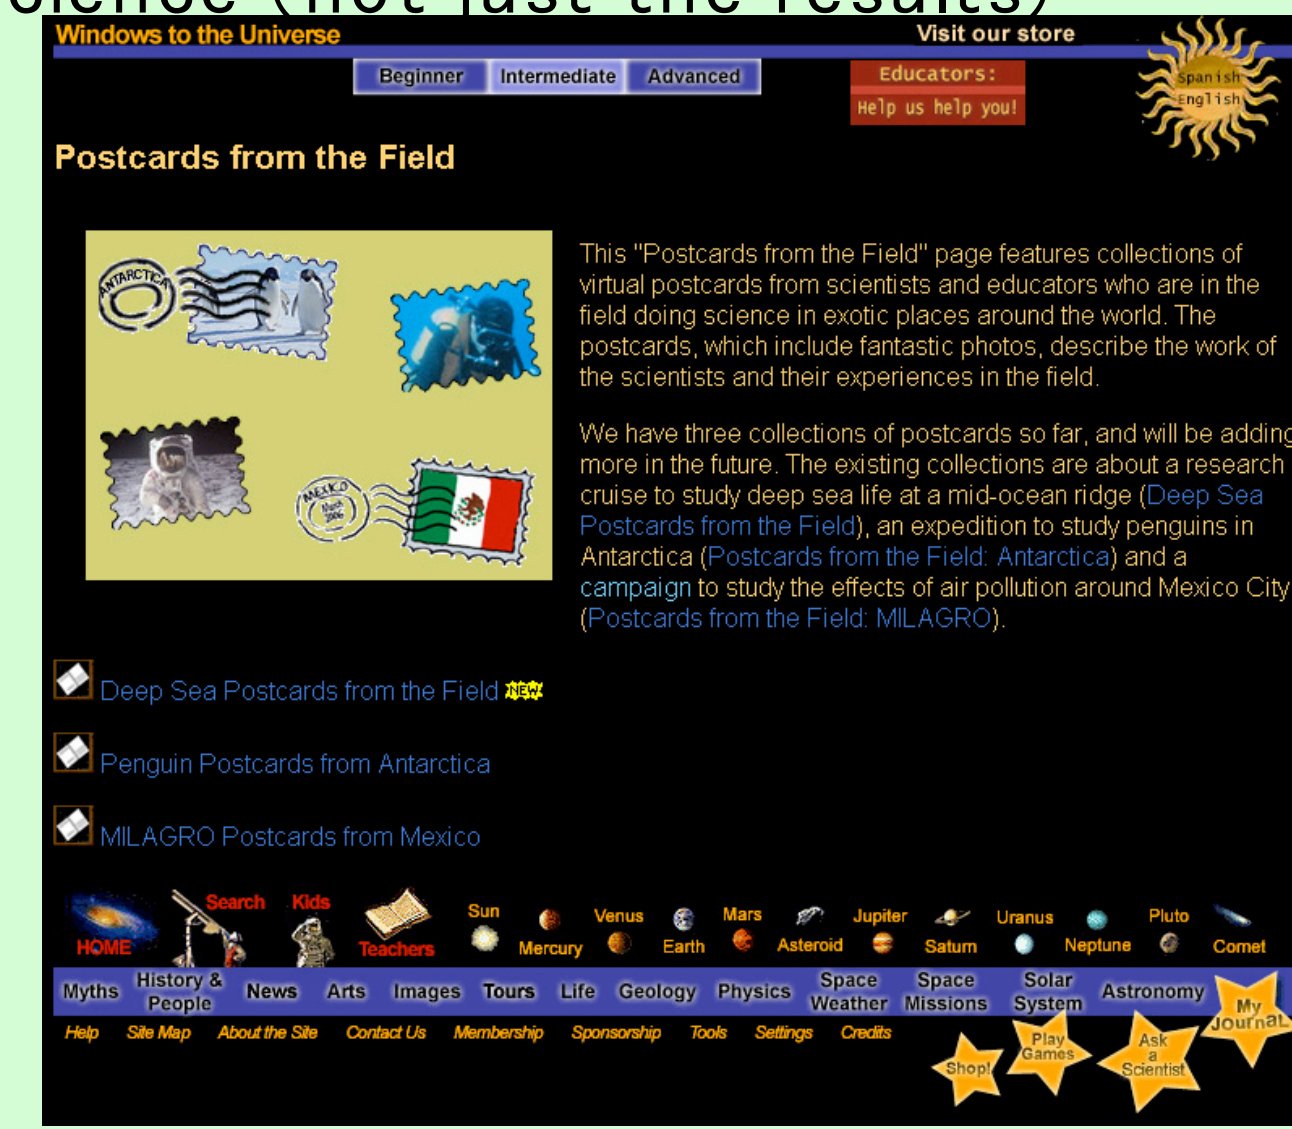 (not just the results)
Windows to the Universe
Visit our store
Beginner Intermediate Advanced
Educators:
Help us help you!
Spanish
English
Postcards from the Field
ANTARCTICA
MEXICO
March
2006
This "Postcards from the Field" page features collections of
virtual postcards from scientists and educators who are in the
field doing science in exotic places around the world. The
postcards, which include fantastic photos, describe the work of
the scientists and their experiences in the field.
We have three collections of postcards so far, and will be adding
more in the future. The existing collections are about a research
cruise to study deep sea life at a mid-ocean ridge (Deep Sea
Postcards from the Field), an expedition to study penguins in
Antarctica (Postcards from the Field: Antarctica) and a
campaign to study the effects of air pollution around Mexico City
(Postcards from the Field: MILAGRO).
Deep Sea Postcards from the Field NEW!
Penguin Postcards from Antarctica
MILAGRO Postcards from Mexico
HOME
Search
Kids
Teachers
Sun
Mercury
Venus
Earth
Mars
Asteroid
Jupiter
Saturn
Uranus
Neptune
Pluto
Comet
Myths
History &
People
News
Arts
Images
Tours
Life
Geology
Physics
Space
Weather
Space
Missions
Solar
System
Astronomy
My
Journal
Help Site Map About the Site Contact Us Membership Sponsorship Tools Settings Credits
Shop!
Play
Games
Ask
a
Scientist